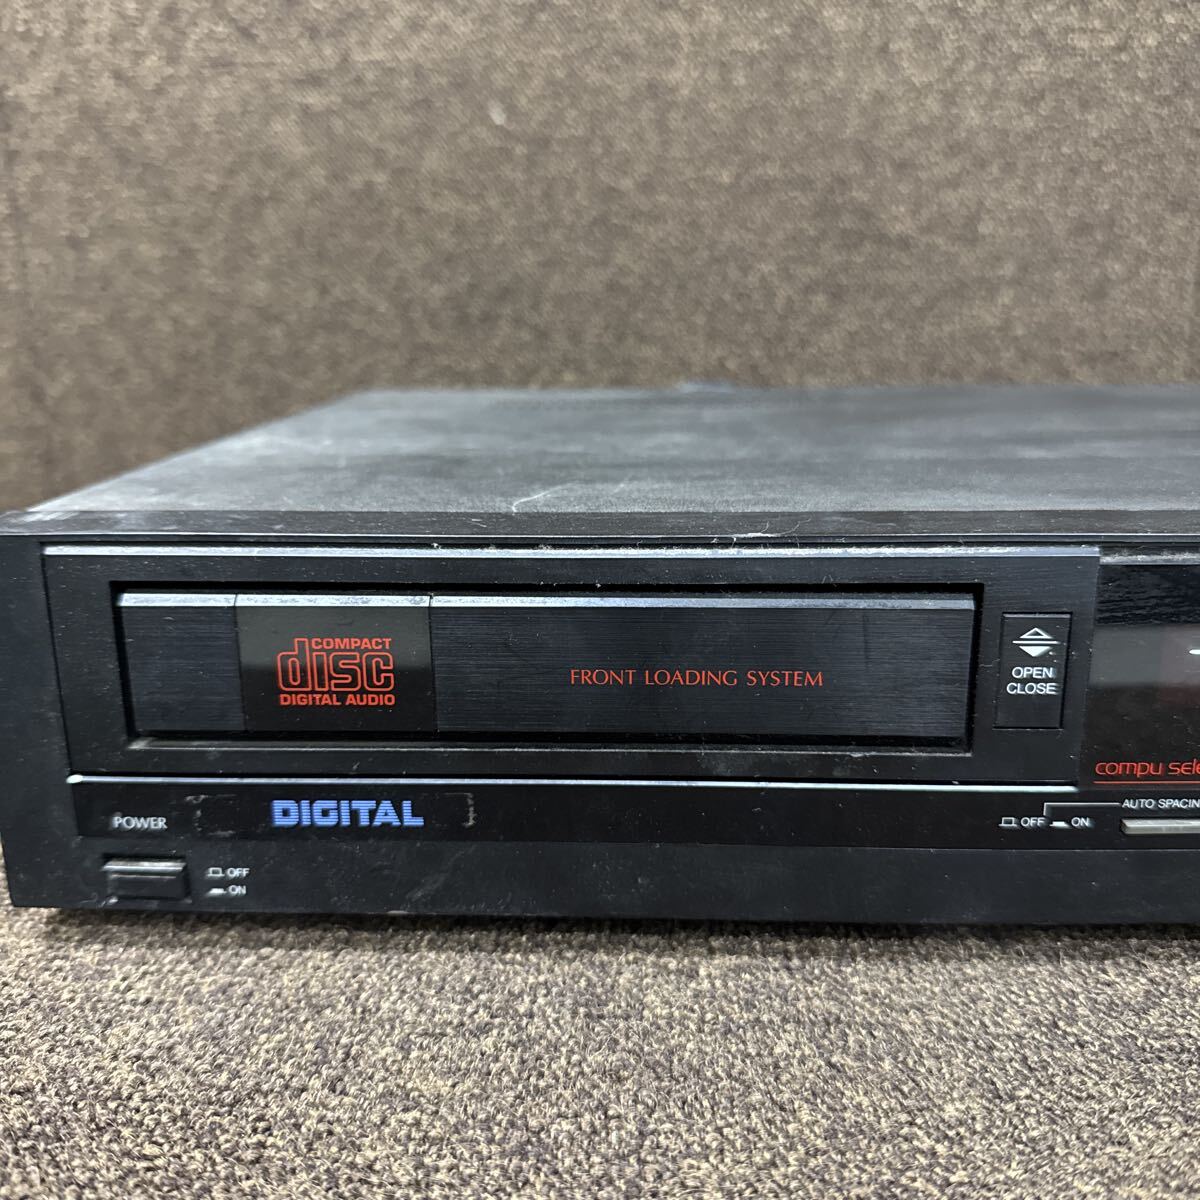 COMPACT
disc
DIGITAL AUDIO
FRONT LOADING SYSTEM
OPEN
CLOSE
compu sele
POWER
DIGITAL
OFF
ON
OFF
ON
AUTO SPACIN